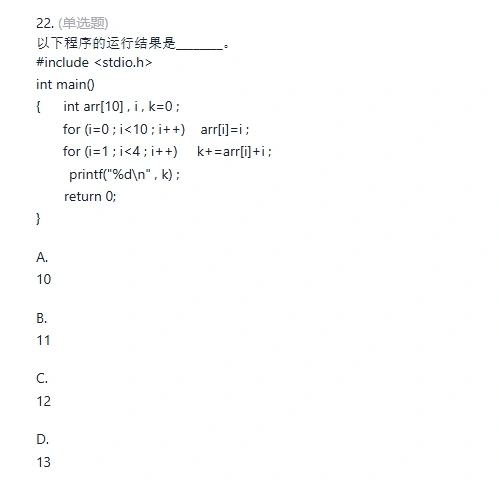 22. (单选题)
以下程序的运行结果是_______。
#include <stdio.h>
int main()
{ int arr[10] , i , k=0 ;
for (i=0 ; i<10 ; i++) arr[i]=i ;
for (i=1 ; i<4 ; i++) k+=arr[i]+i ;
printf("%d\n" , k) ;
return 0;
}
A.
10
B.
11
C.
12
D.
13